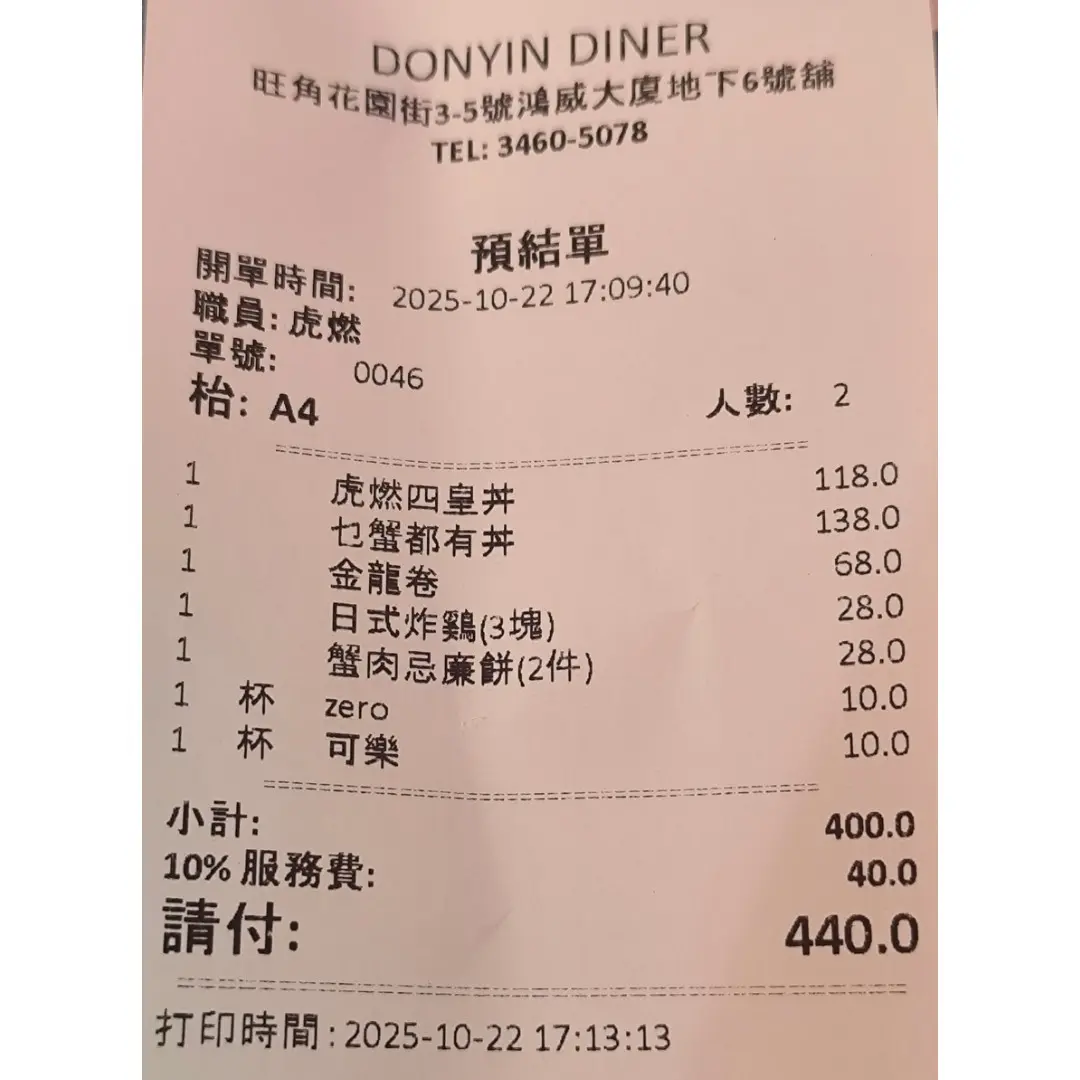 DONYIN DINER
旺角花園街3-5號鴻威大廈地下6號舖
TEL: 3460-5078
預結單
開單時間: 2025-10-22 17:09:40
職員: 虎燃
單號: 0046
枱: A4 人數: 2
1 虎燃四皇丼 118.0
1 乜蟹都有丼 138.0
1 金龍卷 68.0
1 日式炸鷄(3塊) 28.0
1 蟹肉忌廉餅(2件) 28.0
1 杯 zero 10.0
1 杯 可樂 10.0
小計: 400.0
10% 服務費: 40.0
請付: 440.0
打印時間:2025-10-22 17:13:13